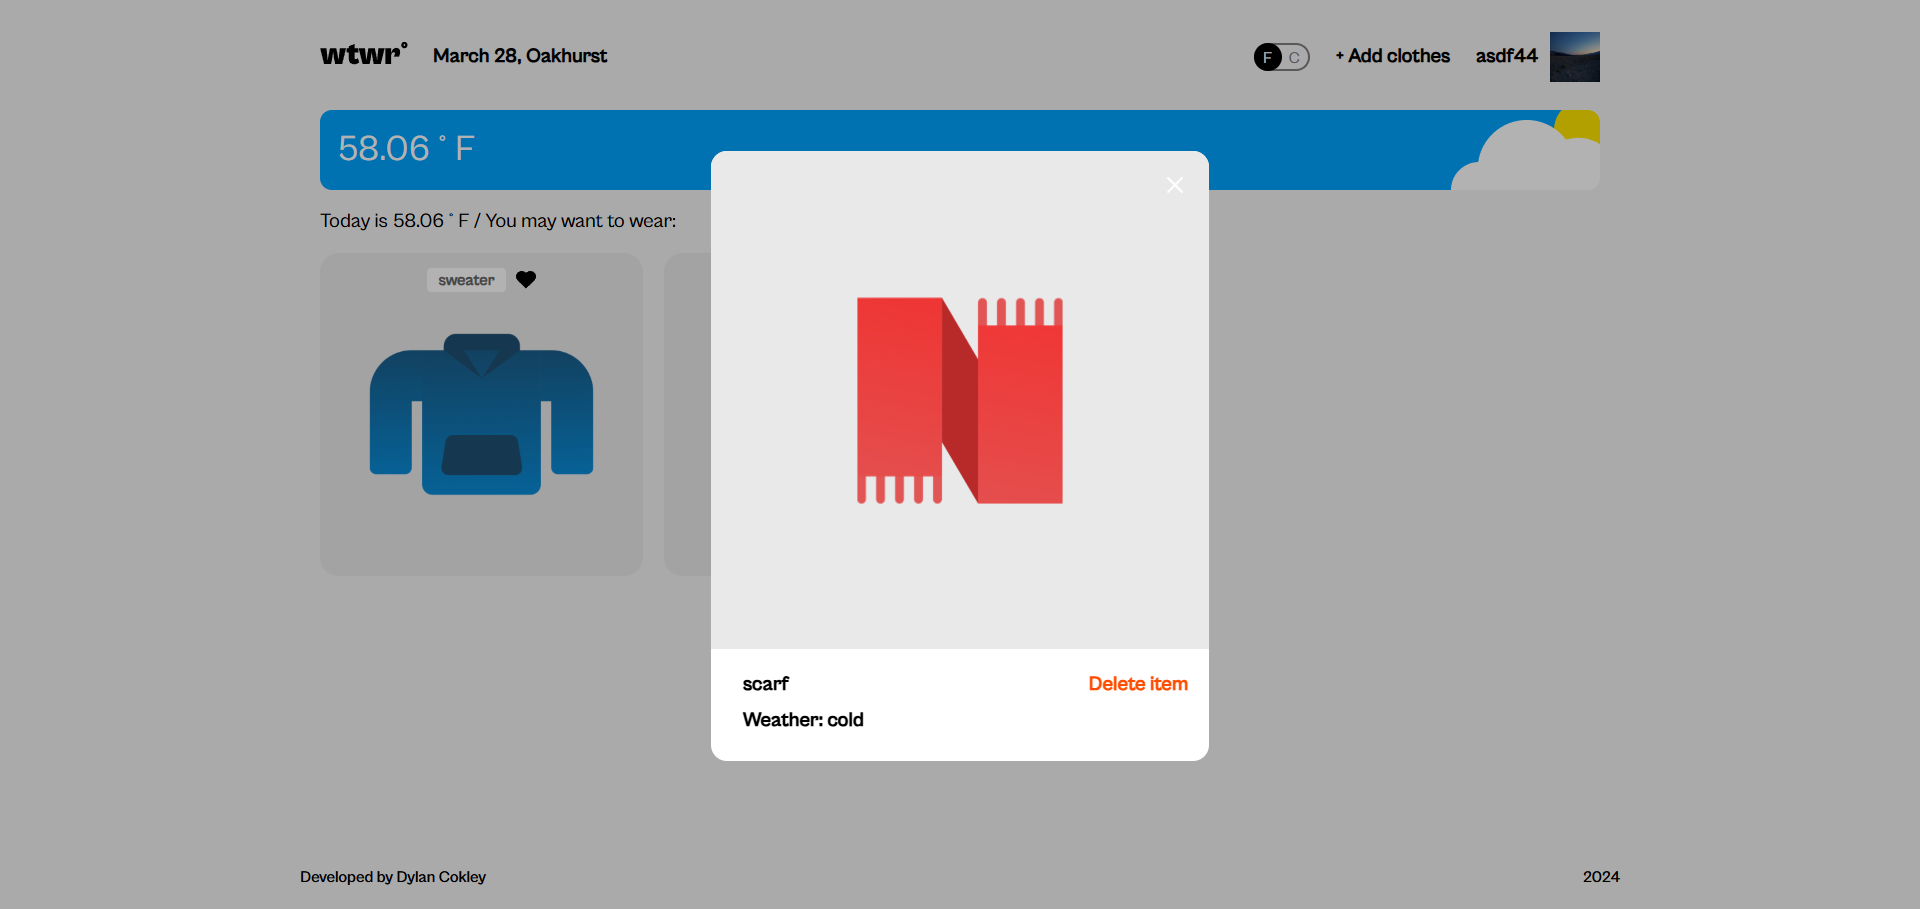 wtwr° March 28, Oakhurst
F C + Add clothes asdf44
58.06 ° F
Today is 58.06 ° F / You may want to wear:
sweater
scarf
Delete item
Weather: cold
Developed by Dylan Cokley
2024